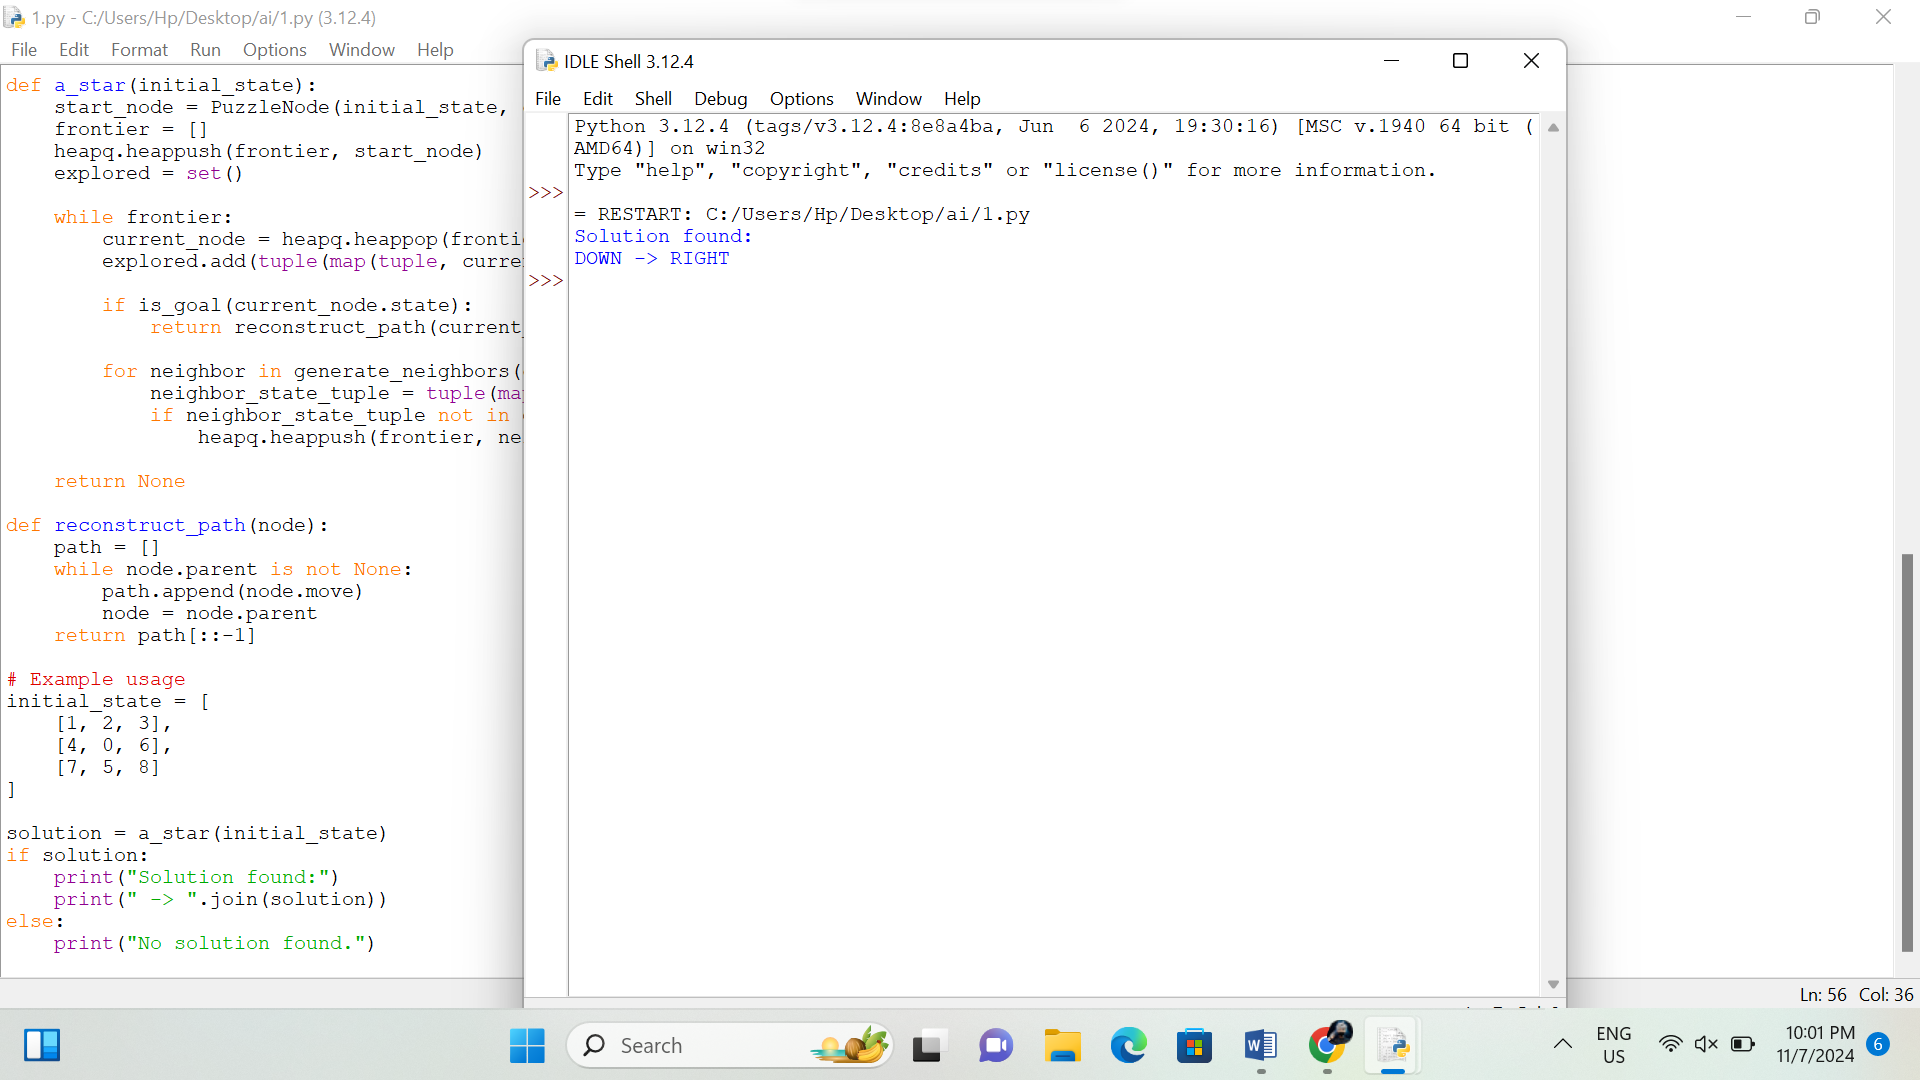 1.py - C:/Users/Hp/Desktop/ai/1.py (3.12.4)
File Edit Format Run Options Window Help
def a_star(initial_state):
    start_node = PuzzleNode(initial_state,
    frontier = []
    heapq.heappush(frontier, start_node)
    explored = set()
    while frontier:
        current_node = heapq.heappop(fronti
        explored.add(tuple(map(tuple, curre
        if is_goal(current_node.state):
            return reconstruct_path(current_
        for neighbor in generate_neighbors(
            neighbor_state_tuple = tuple(ma
            if neighbor_state_tuple not in
                heapq.heappush(frontier, ne
    return None
def reconstruct_path(node):
    path = []
    while node.parent is not None:
        path.append(node.move)
        node = node.parent
    return path[::-1]
# Example usage
initial_state = [
    [1, 2, 3],
    [4, 0, 6],
    [7, 5, 8]
]
solution = a_star(initial_state)
if solution:
    print("Solution found:")
    print(" -> ".join(solution))
else:
    print("No solution found.")
IDLE Shell 3.12.4
File Edit Shell Debug Options Window Help
Python 3.12.4 (tags/v3.12.4:8e8a4ba, Jun  6 2024, 19:30:16) [MSC v.1940 64 bit (
AMD64)] on win32
Type "help", "copyright", "credits" or "license()" for more information.
>>>
= RESTART: C:/Users/Hp/Desktop/ai/1.py
Solution found:
DOWN -> RIGHT
>>>
Ln: 56 Col: 36
Search
ENG
US
10:01 PM
11/7/2024
6